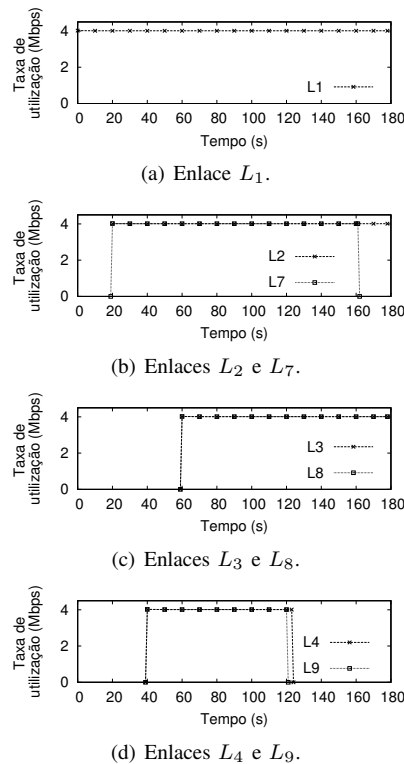 Taxa de
utilização (Mbps)
4
2
0
L1
0 20 40 60 80 100 120 140 160 180
Tempo (s)
(a) Enlace L1.
Taxa de
utilização (Mbps)
4
2
0
L2
L7
0 20 40 60 80 100 120 140 160 180
Tempo (s)
(b) Enlaces L2 e L7.
Taxa de
utilização (Mbps)
4
2
0
L3
L8
0 20 40 60 80 100 120 140 160 180
Tempo (s)
(c) Enlaces L3 e L8.
Taxa de
utilização (Mbps)
4
2
0
L4
L9
0 20 40 60 80 100 120 140 160 180
Tempo (s)
(d) Enlaces L4 e L9.